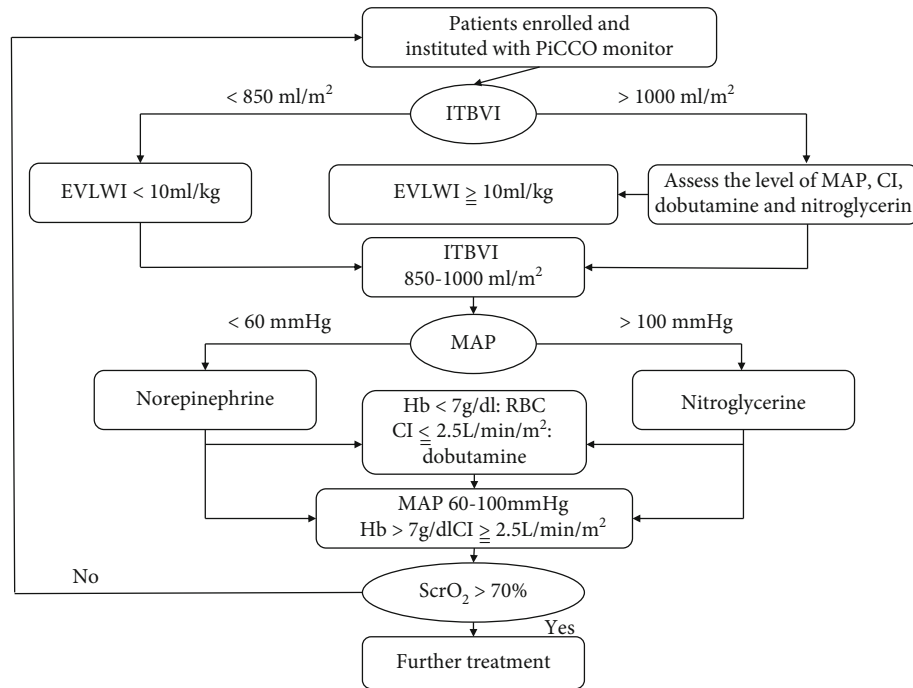 Patients enrolled and
instituted with PiCCO monitor
< 850 ml/m²
ITBVI
> 1000 ml/m²
EVLWI < 10ml/kg
EVLWI ≧ 10ml/kg
Assess the level of MAP, CI,
dobutamine and nitroglycerin
ITBVI
850-1000 ml/m²
< 60 mmHg
MAP
> 100 mmHg
Norepinephrine
Nitroglycerine
Hb < 7g/dl: RBC
CI ≦ 2.5L/min/m²:
dobutamine
MAP 60-100mmHg
Hb > 7g/dlCI ≧ 2.5L/min/m²
No
ScrO₂ > 70%
Yes
Further treatment